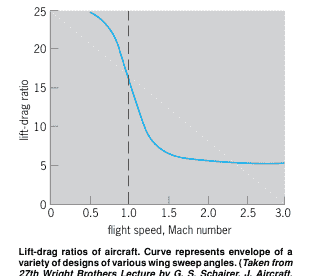 25
20
15
10
5
0
lift-drag ratio
0 0.5 1.0 1.5 2.0 2.5 3.0
flight speed, Mach number
Lift-drag ratios of aircraft. Curve represents envelope of a
variety of designs of various wing sweep angles. (Taken from
27th Wright Brothers Lecture by G. S. Schairer, J. Aircraft,